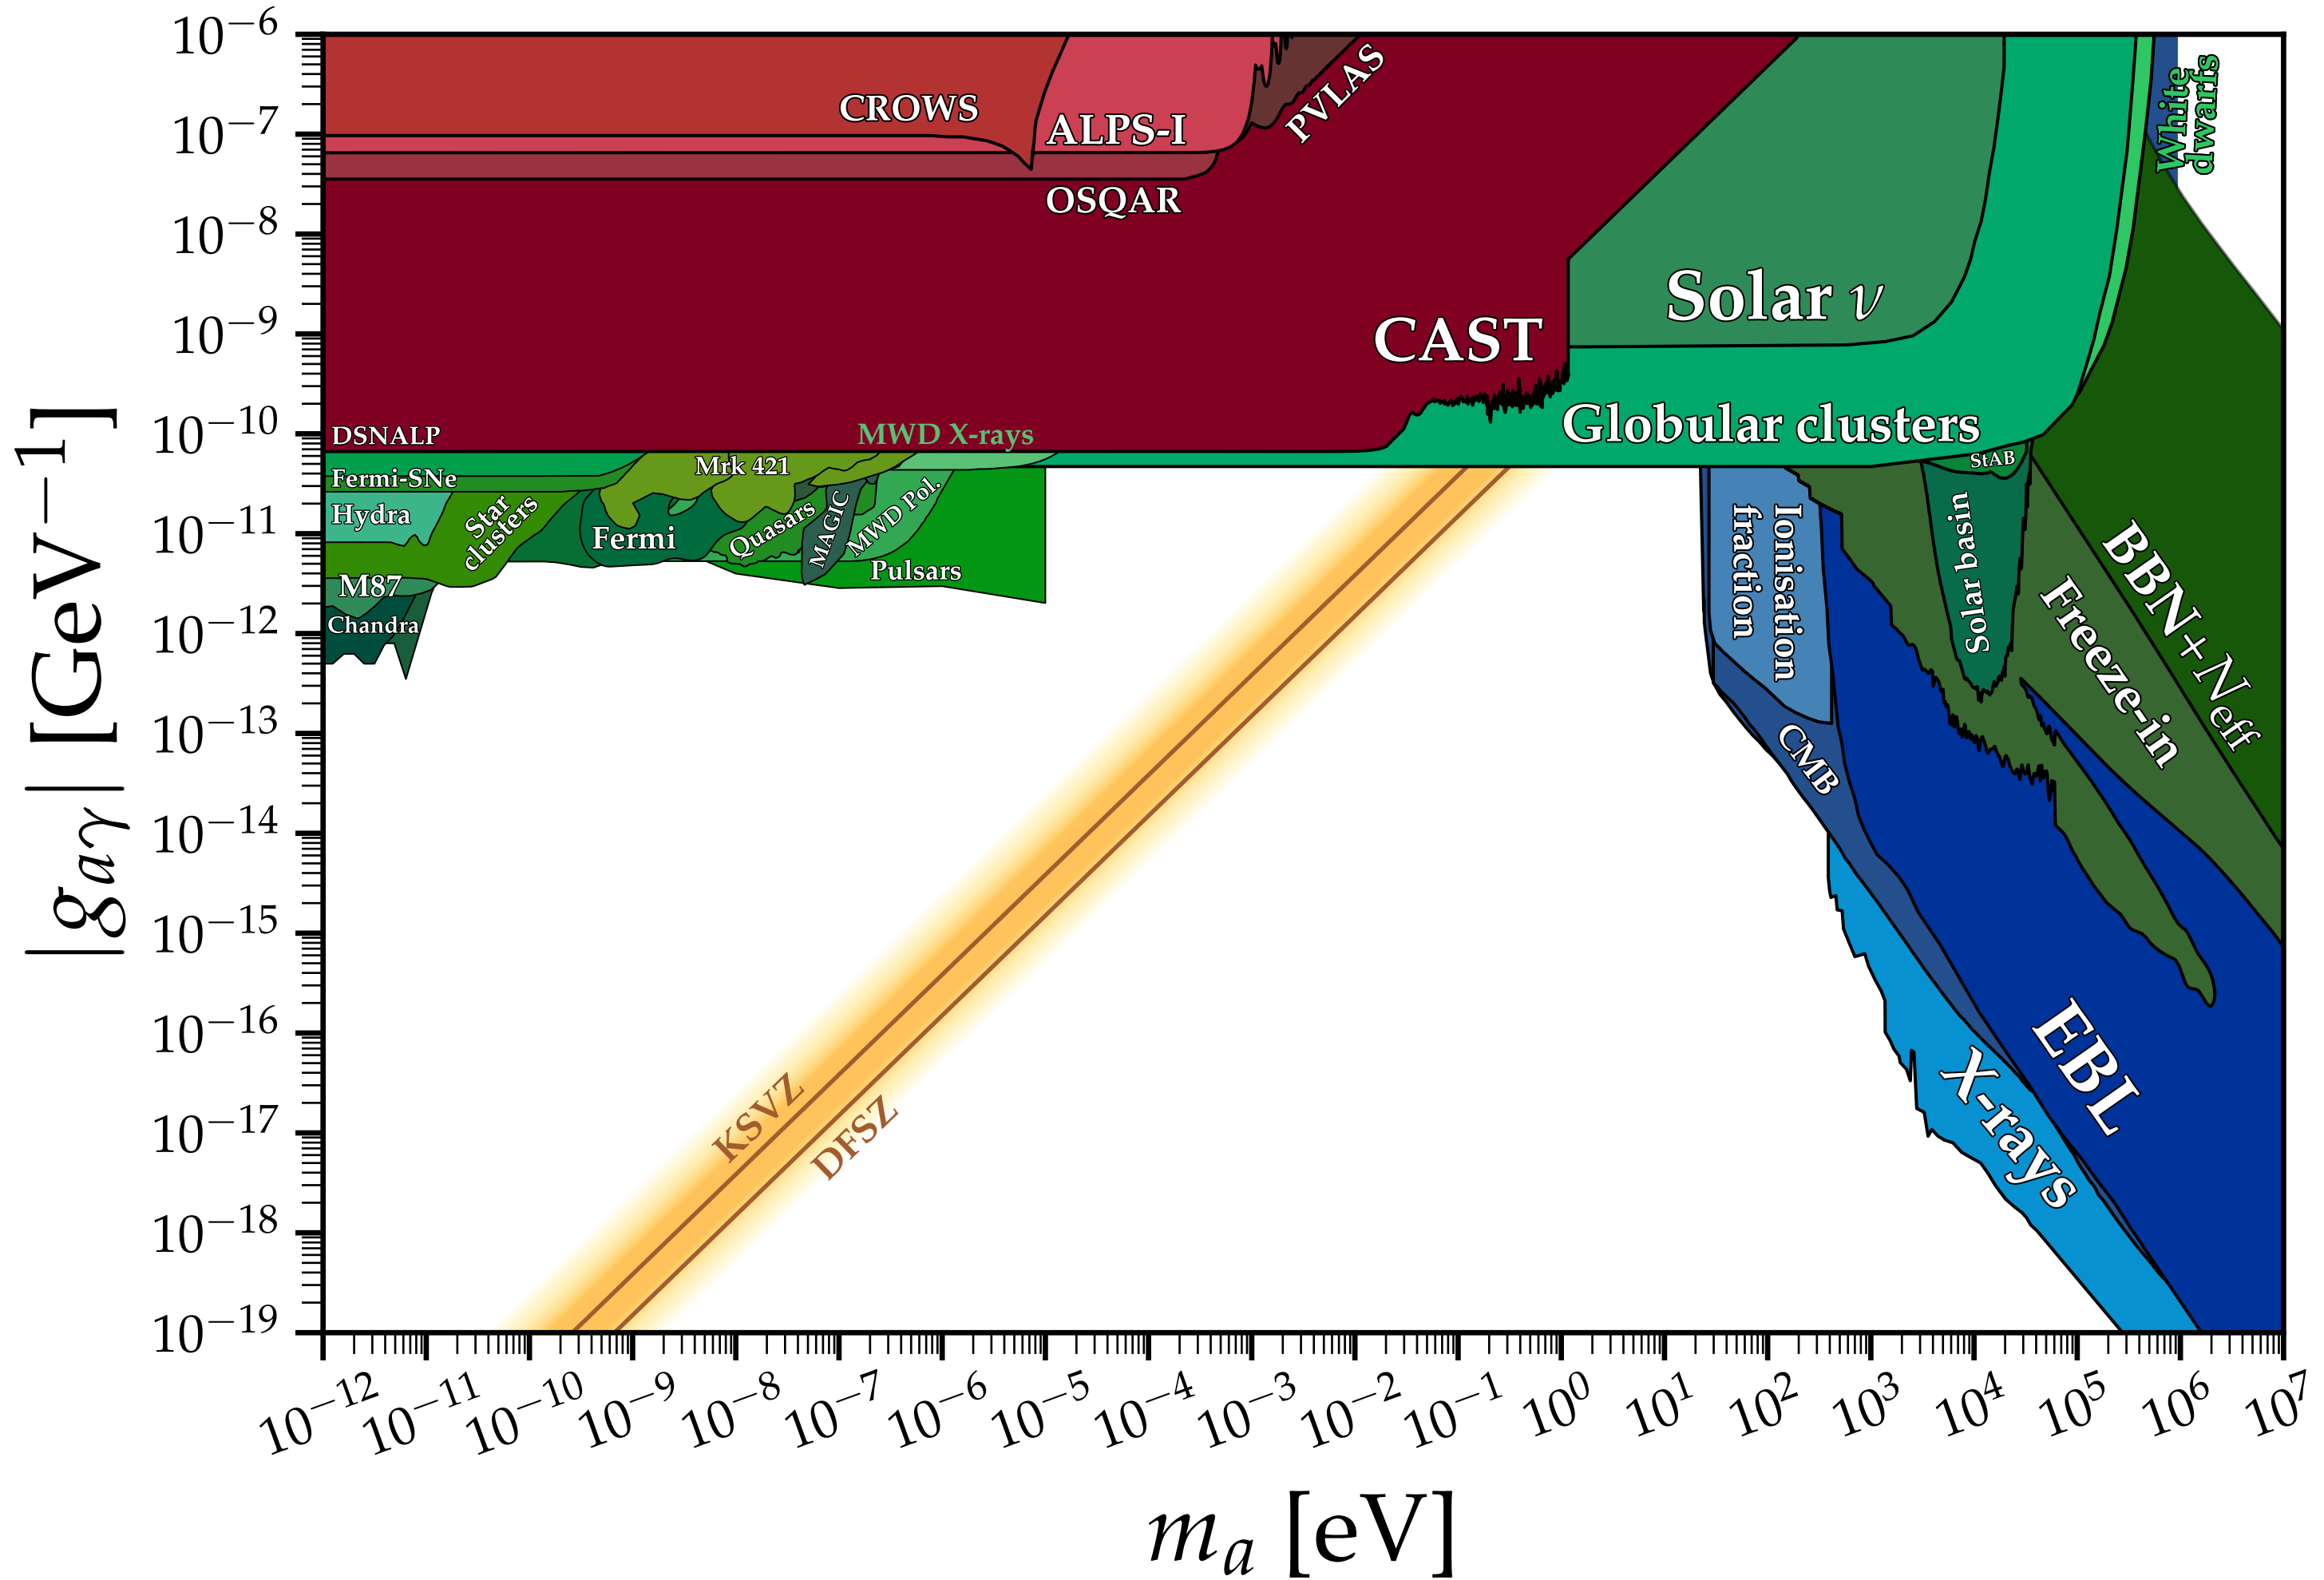 10⁻⁶
10⁻⁷
10⁻⁸
10⁻⁹
10⁻¹⁰
10⁻¹¹
10⁻¹²
10⁻¹³
10⁻¹⁴
10⁻¹⁵
10⁻¹⁶
10⁻¹⁷
10⁻¹⁸
10⁻¹⁹
|g_aγ| [GeV⁻¹]
CROWS
ALPS-I
OSQAR
PVLAS
White
dwarfs
Solar ν
CAST
Globular clusters
DSNALP
MWD X-rays
Fermi-SNe
Mrk 421
StAB
Hydra
Star
clusters
Fermi
Quasars
MAGIC
MWD Pol.
Pulsars
M87
Chandra
Ionisation
fraction
Solar basin
BBN+N_eff
Freeze-in
CMB
EBL
X-rays
KSVZ
DFSZ
10⁻¹² 10⁻¹¹ 10⁻¹⁰ 10⁻⁹ 10⁻⁸ 10⁻⁷ 10⁻⁶ 10⁻⁵ 10⁻⁴ 10⁻³ 10⁻² 10⁻¹ 10⁰ 10¹ 10² 10³ 10⁴ 10⁵ 10⁶ 10⁷
m_a [eV]